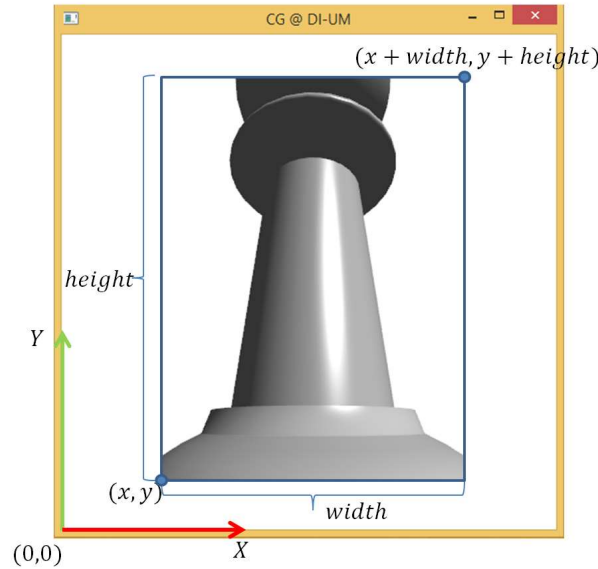 CG @ DI-UM
(x + width, y + height)
height
Y
(x, y)
width
(0,0)
X